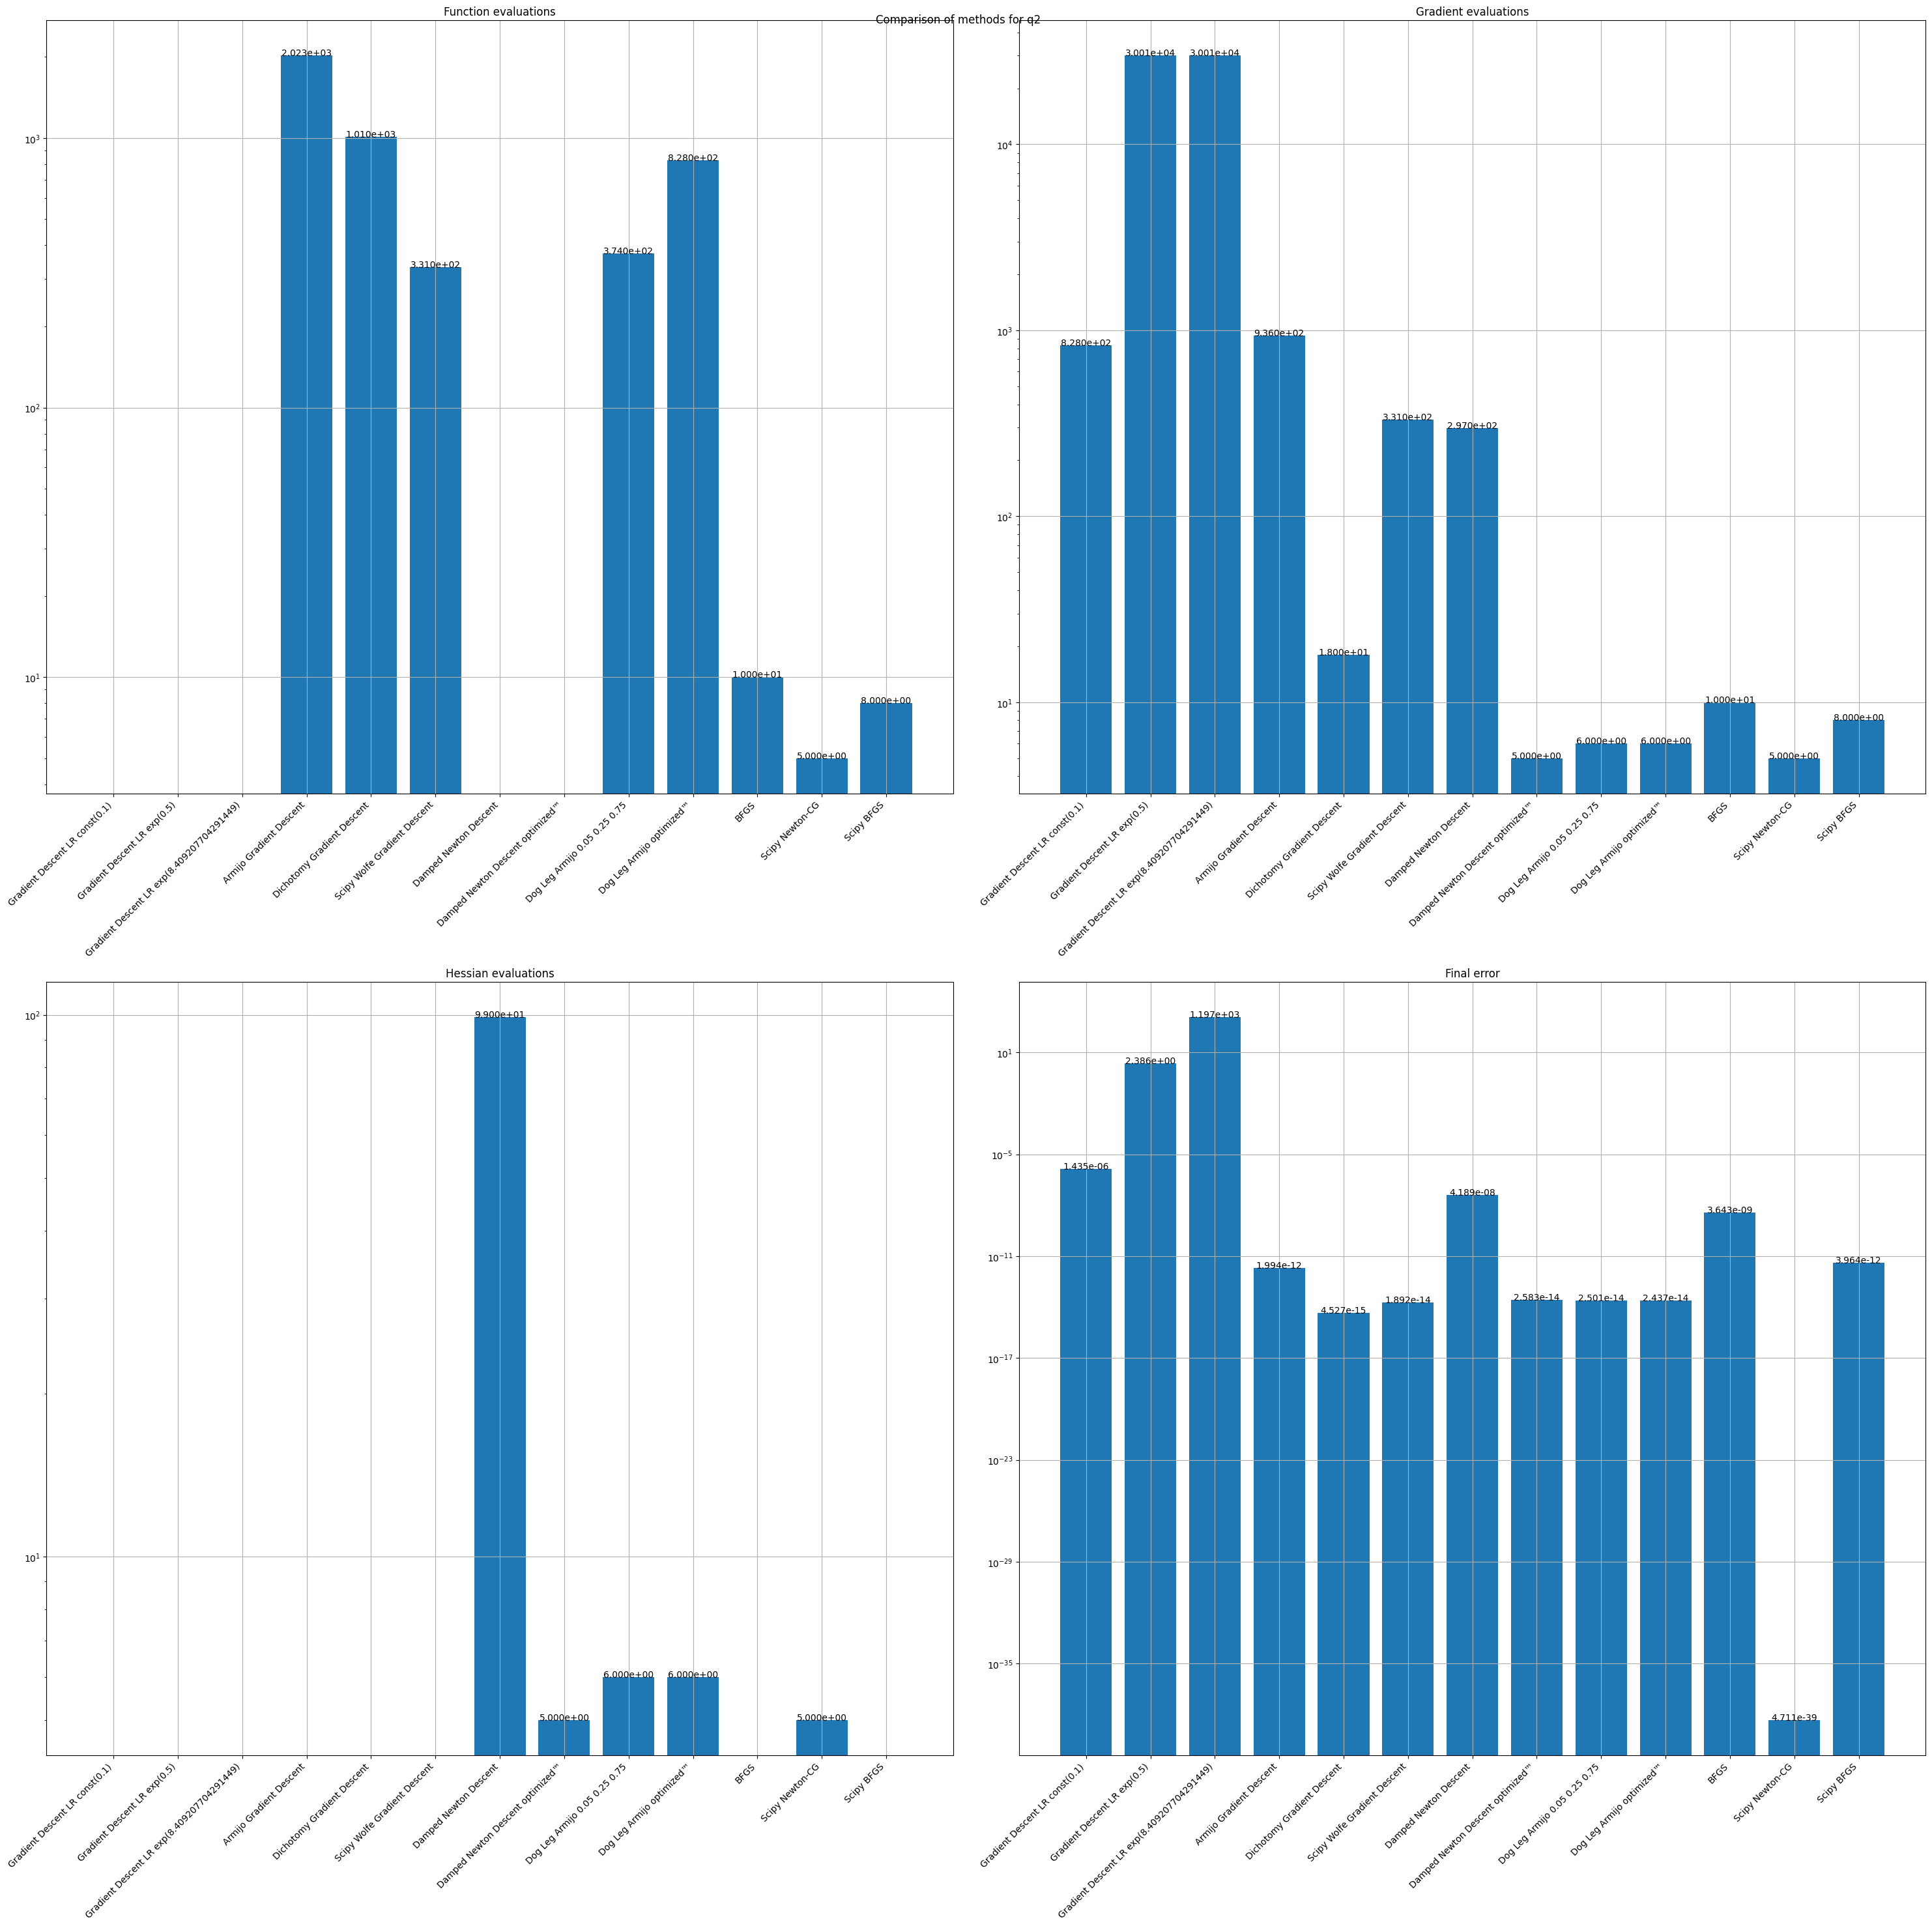 Comparison of methods for q2
Function evaluations
10³
10²
10¹
2.023e+03
1.010e+03
3.310e+02
3.740e+02
8.280e+02
1.000e+01
5.000e+00
8.000e+00
Gradient Descent LR const(0.1)
Gradient Descent LR exp(0.5)
Gradient Descent LR exp(8.409207704291449)
Armijo Gradient Descent
Dichotomy Gradient Descent
Scipy Wolfe Gradient Descent
Damped Newton Descent
Damped Newton Descent optimized™
Dog Leg Armijo 0.05 0.25 0.75
Dog Leg Armijo optimized™
BFGS
Scipy Newton-CG
Scipy BFGS
Gradient evaluations
10⁴
10³
10²
10¹
8.280e+02
3.001e+04
3.001e+04
9.360e+02
1.800e+01
3.310e+02
2.970e+02
5.000e+00
6.000e+00
6.000e+00
1.000e+01
5.000e+00
8.000e+00
Gradient Descent LR const(0.1)
Gradient Descent LR exp(0.5)
Gradient Descent LR exp(8.409207704291449)
Armijo Gradient Descent
Dichotomy Gradient Descent
Scipy Wolfe Gradient Descent
Damped Newton Descent
Damped Newton Descent optimized™
Dog Leg Armijo 0.05 0.25 0.75
Dog Leg Armijo optimized™
BFGS
Scipy Newton-CG
Scipy BFGS
Hessian evaluations
10²
10¹
9.900e+01
5.000e+00
6.000e+00
6.000e+00
5.000e+00
Gradient Descent LR const(0.1)
Gradient Descent LR exp(0.5)
Gradient Descent LR exp(8.409207704291449)
Armijo Gradient Descent
Dichotomy Gradient Descent
Scipy Wolfe Gradient Descent
Damped Newton Descent
Damped Newton Descent optimized™
Dog Leg Armijo 0.05 0.25 0.75
Dog Leg Armijo optimized™
BFGS
Scipy Newton-CG
Scipy BFGS
Final error
10¹
10⁻⁵
10⁻¹¹
10⁻¹⁷
10⁻²³
10⁻²⁹
10⁻³⁵
1.435e-06
2.386e+00
1.197e+03
1.994e-12
4.527e-15
1.892e-14
4.189e-08
2.583e-14
2.501e-14
2.437e-14
3.643e-09
4.711e-39
3.964e-12
Gradient Descent LR const(0.1)
Gradient Descent LR exp(0.5)
Gradient Descent LR exp(8.409207704291449)
Armijo Gradient Descent
Dichotomy Gradient Descent
Scipy Wolfe Gradient Descent
Damped Newton Descent
Damped Newton Descent optimized™
Dog Leg Armijo 0.05 0.25 0.75
Dog Leg Armijo optimized™
BFGS
Scipy Newton-CG
Scipy BFGS